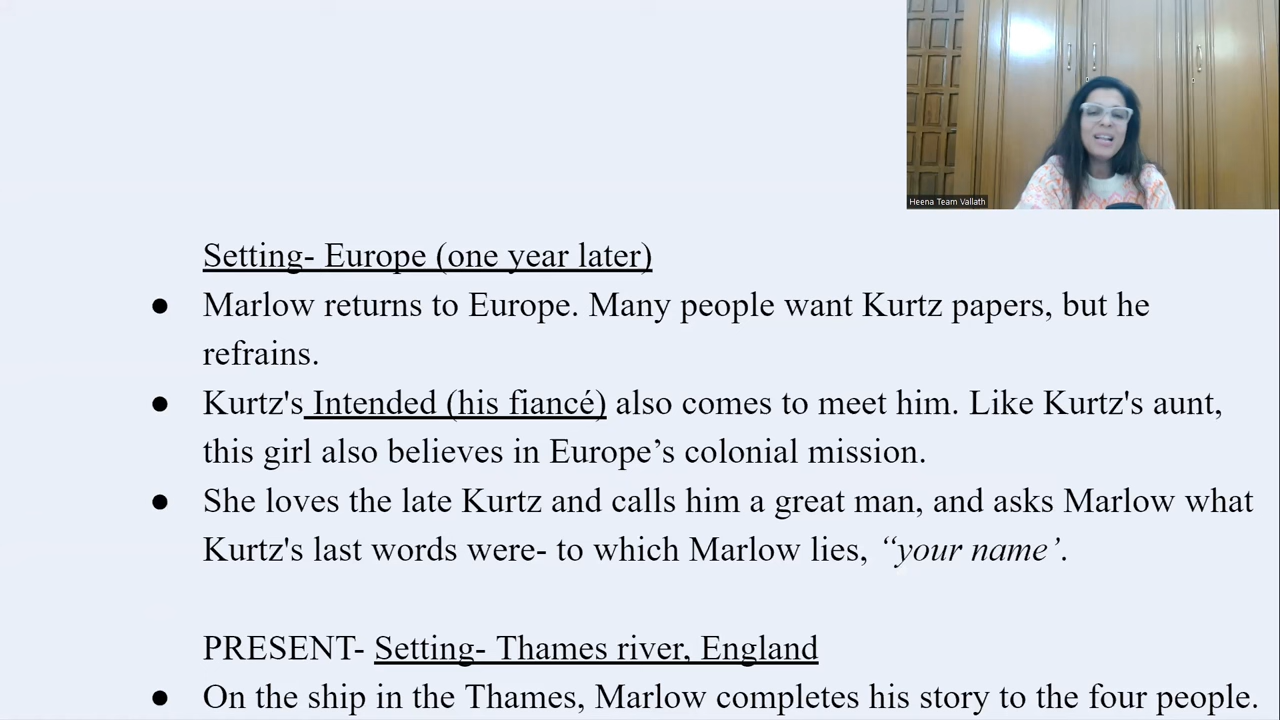 Heena Team Vallath
Setting- Europe (one year later)
● Marlow returns to Europe. Many people want Kurtz papers, but he
refrains.
● Kurtz's Intended (his fiancé) also comes to meet him. Like Kurtz's aunt,
this girl also believes in Europe’s colonial mission.
● She loves the late Kurtz and calls him a great man, and asks Marlow what
Kurtz's last words were- to which Marlow lies, “your name’.
PRESENT- Setting- Thames river, England
● On the ship in the Thames, Marlow completes his story to the four people.